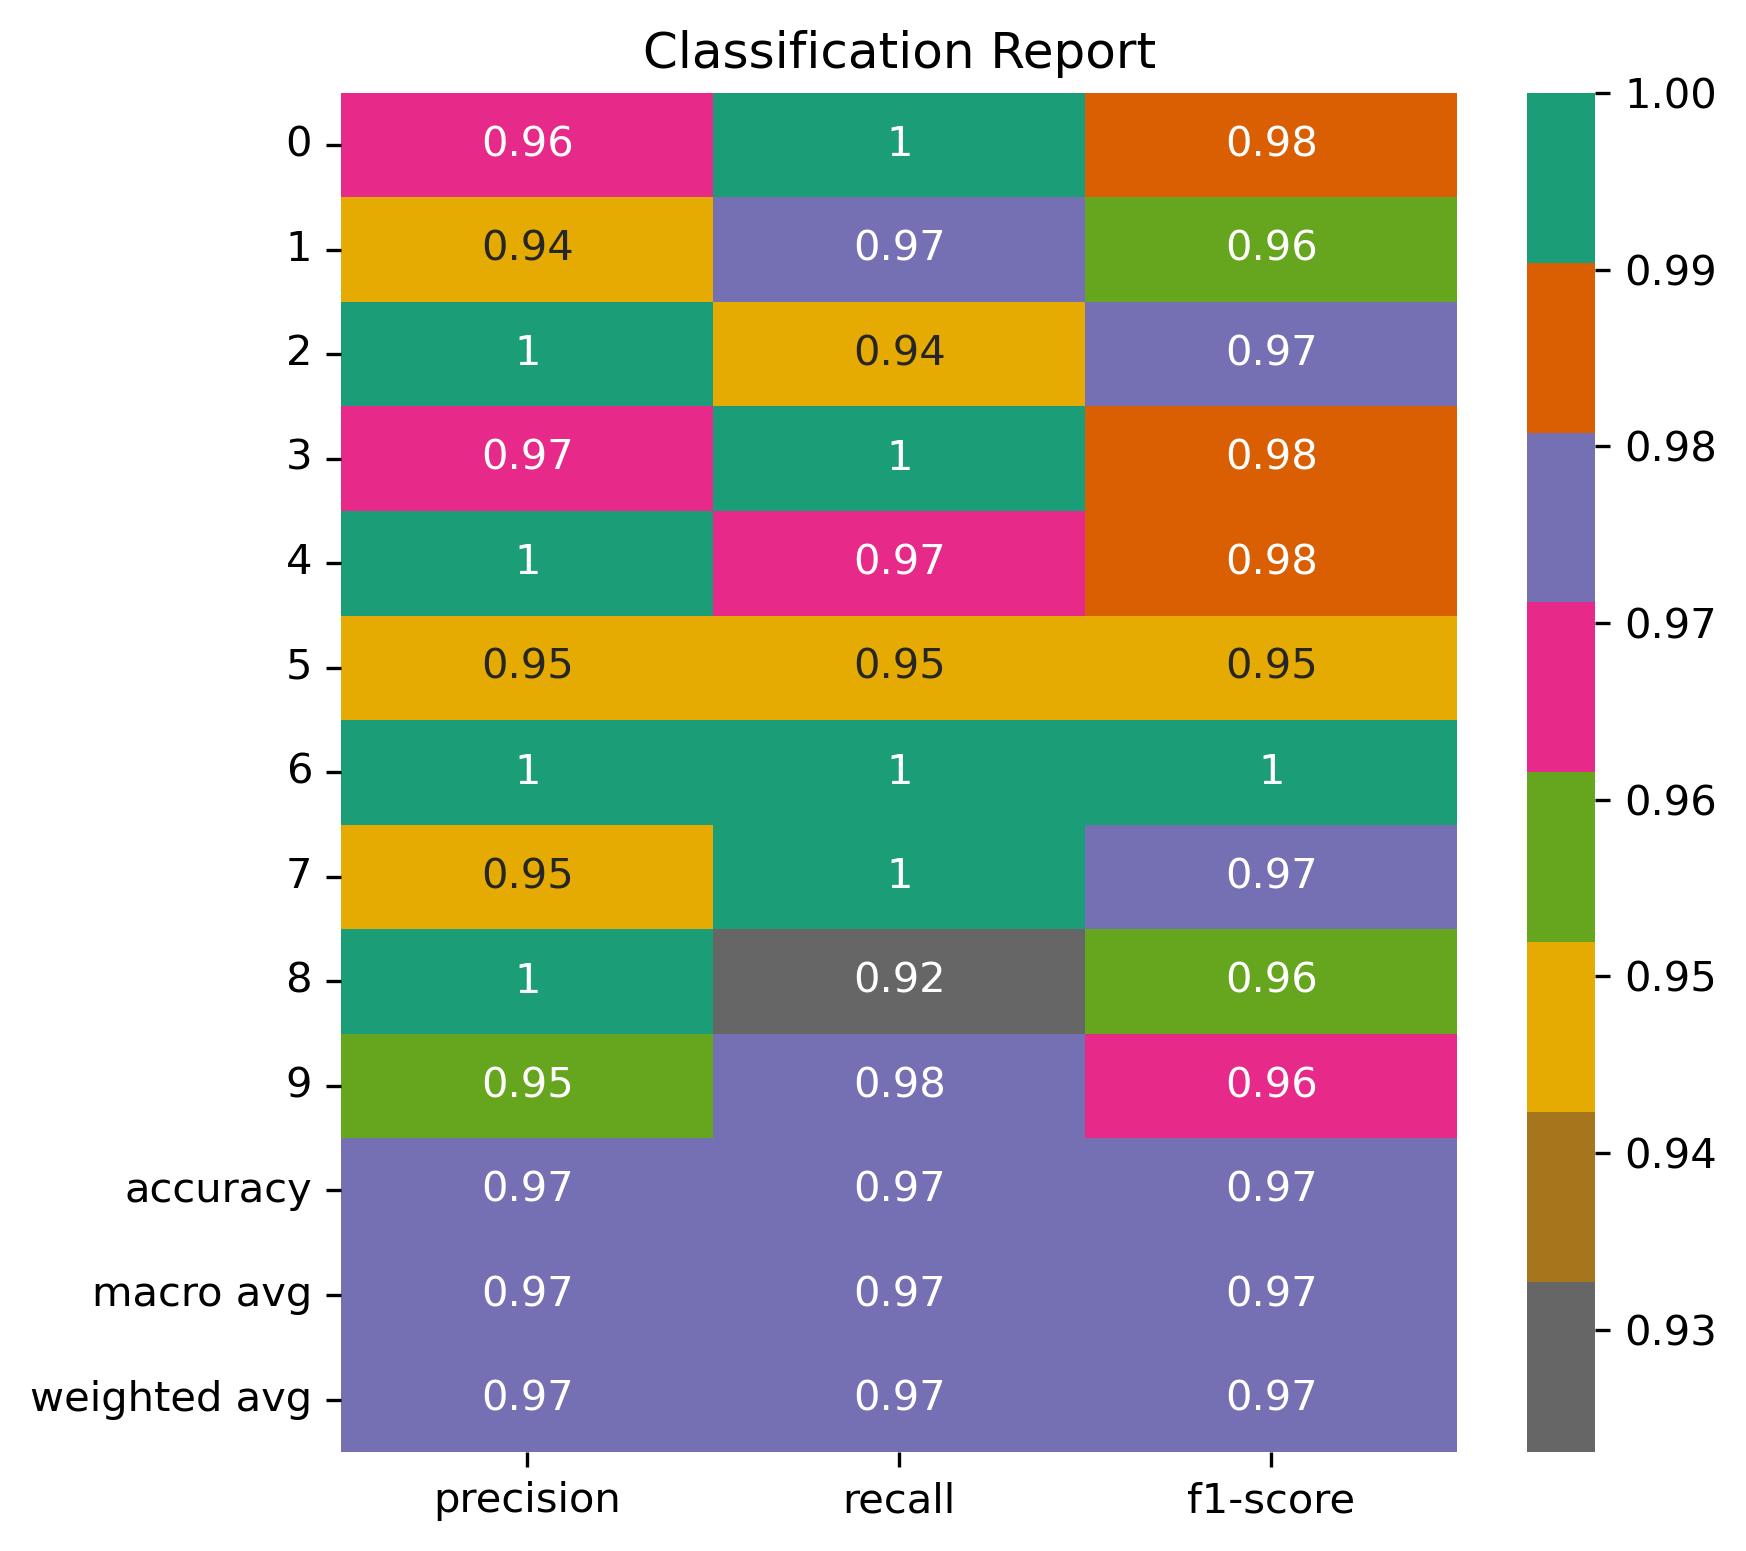 Classification Report
0 0.96 1 0.98
1 0.94 0.97 0.96
2 1 0.94 0.97
3 0.97 1 0.98
4 1 0.97 0.98
5 0.95 0.95 0.95
6 1 1 1
7 0.95 1 0.97
8 1 0.92 0.96
9 0.95 0.98 0.96
accuracy 0.97 0.97 0.97
macro avg 0.97 0.97 0.97
weighted avg 0.97 0.97 0.97
precision recall f1-score
1.00
0.99
0.98
0.97
0.96
0.95
0.94
0.93